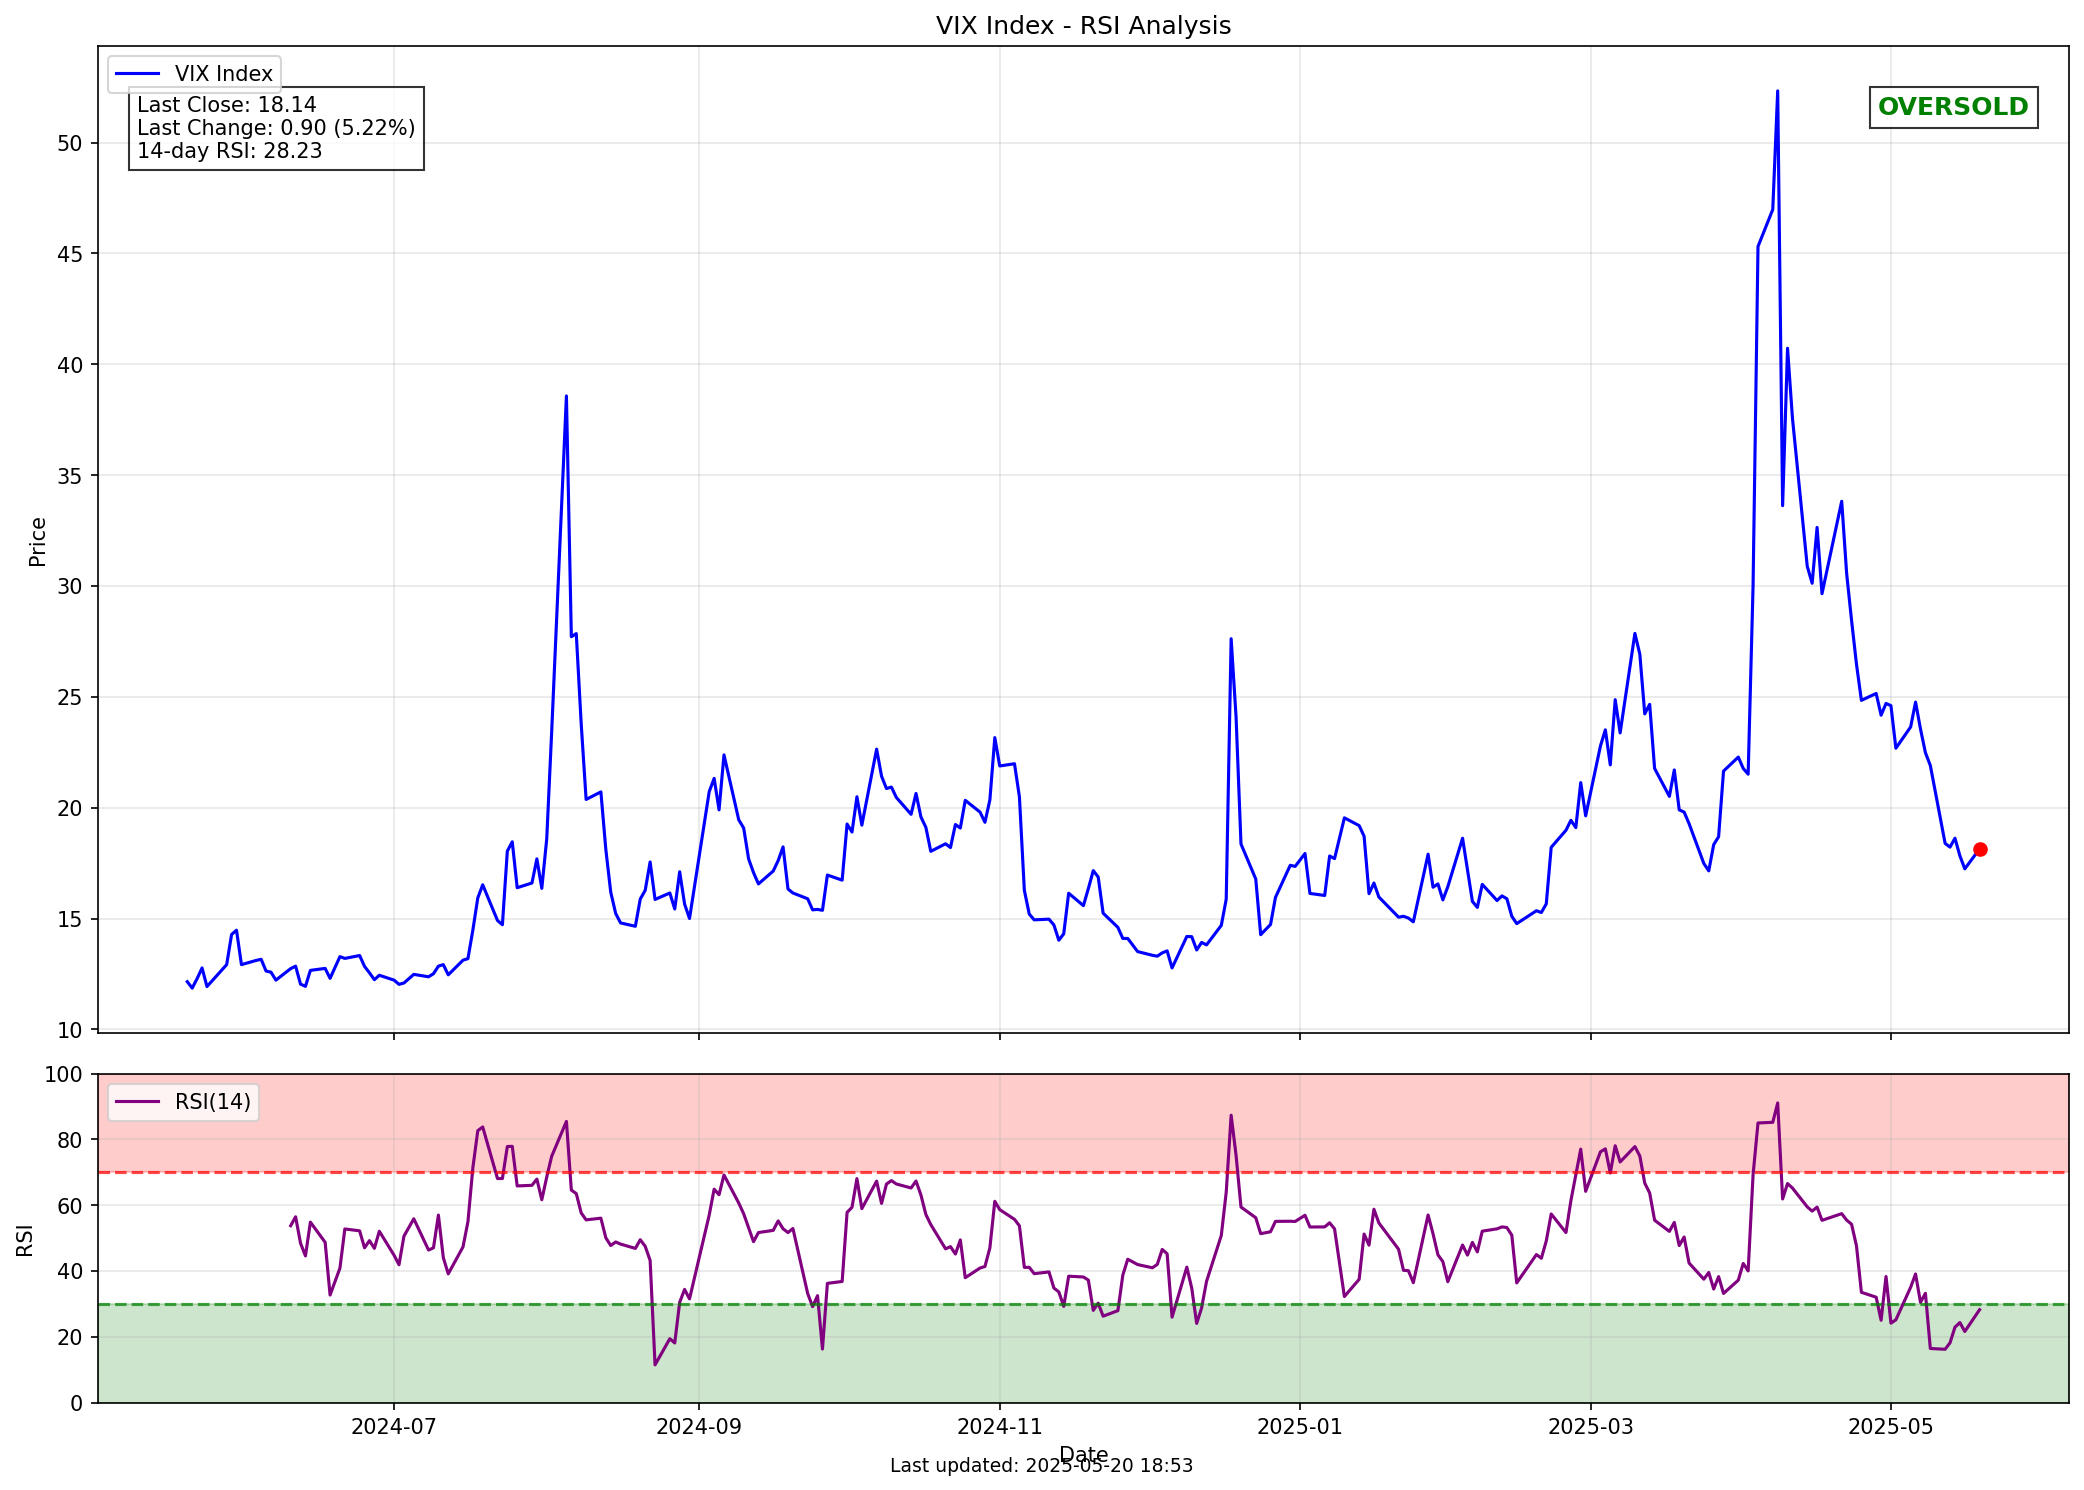 VIX Index - RSI Analysis
VIX Index
Last Close: 18.14
Last Change: 0.90 (5.22%)
14-day RSI: 28.23
OVERSOLD
Price
50
45
40
35
30
25
20
15
10
RSI(14)
RSI
100
80
60
40
20
0
2024-07 2024-09 2024-11 2025-01 2025-03 2025-05
Date
Last updated: 2025-05-20 18:53